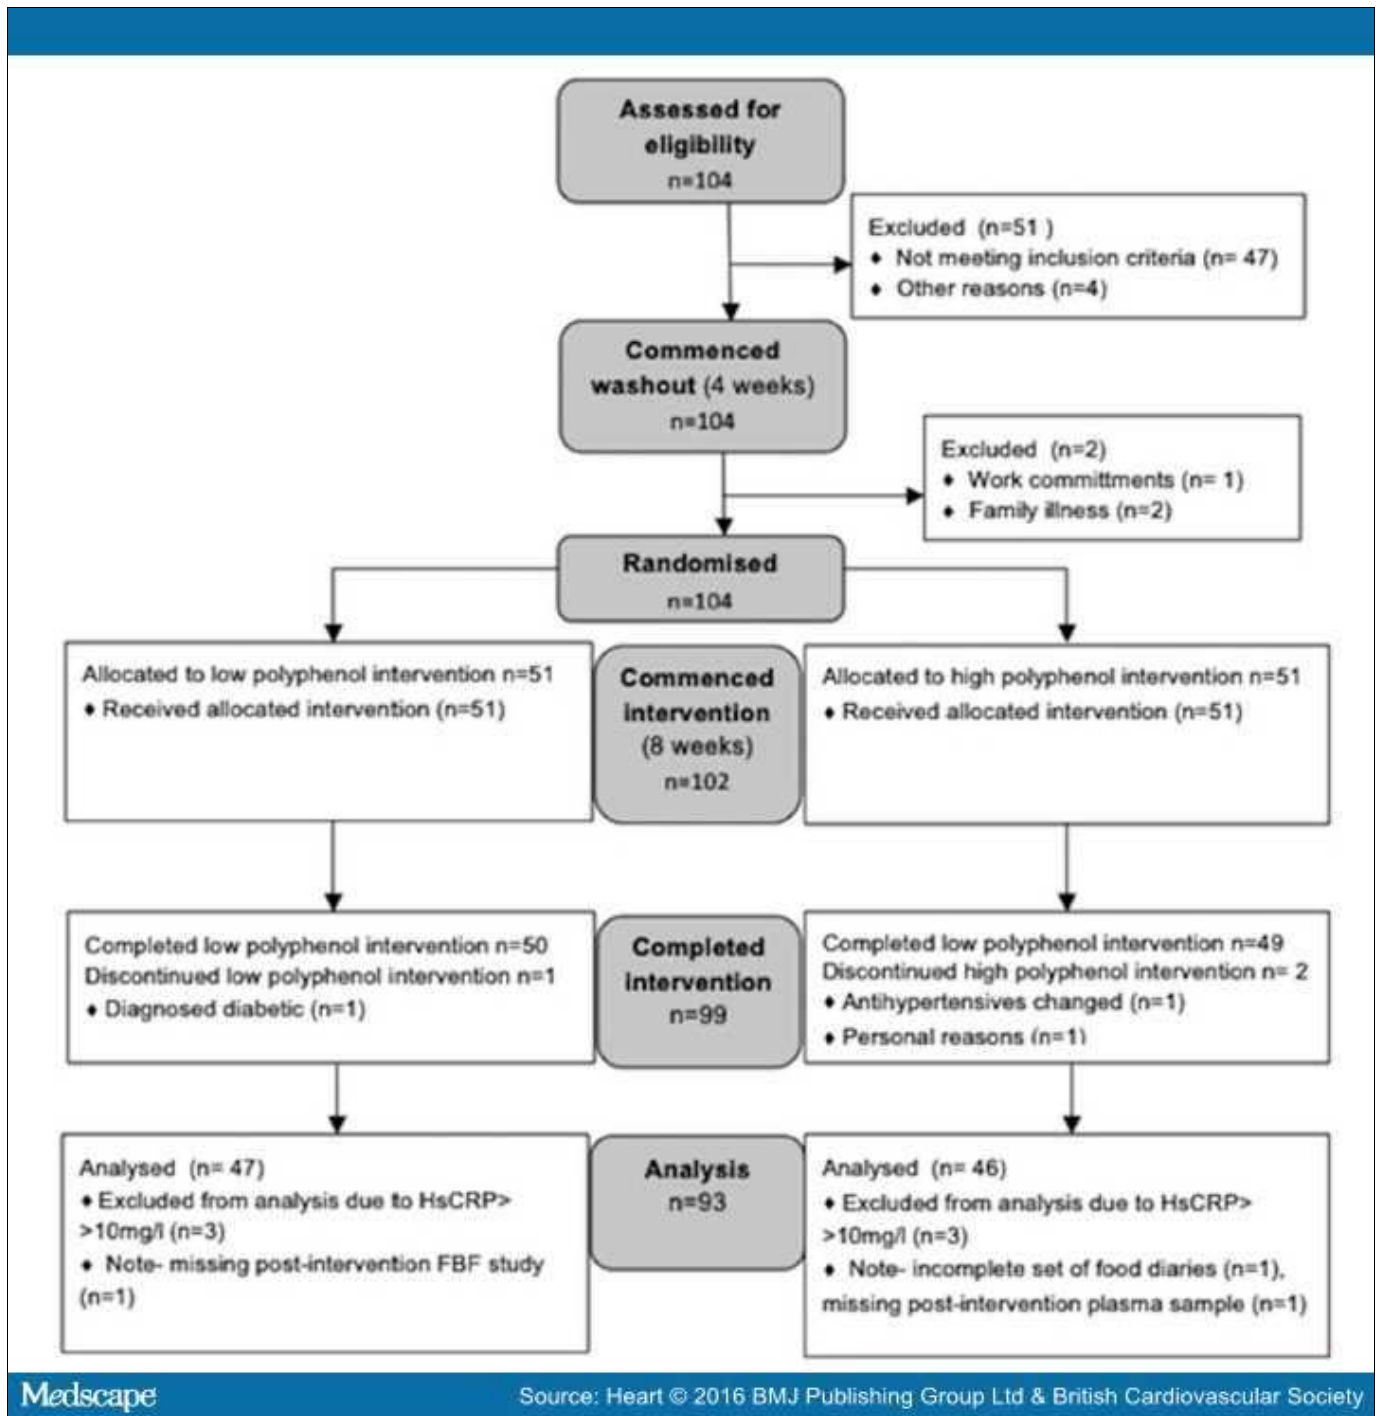 Assessed for
eligibility
n=104
Excluded (n=51 )
♦ Not meeting inclusion criteria (n= 47)
♦ Other reasons (n=4)
Commenced
washout (4 weeks)
n=104
Excluded (n=2)
♦ Work committments (n= 1)
♦ Family illness (n=2)
Randomised
n=104
Allocated to low polyphenol intervention n=51
♦ Received allocated intervention (n=51)
Commenced
intervention
(8 weeks)
n=102
Allocated to high polyphenol intervention n=51
♦ Received allocated intervention (n=51)
Completed low polyphenol intervention n=50
Discontinued low polyphenol intervention n=1
♦ Diagnosed diabetic (n=1)
Completed
intervention
n=99
Completed low polyphenol intervention n=49
Discontinued high polyphenol intervention n= 2
♦ Antihypertensives changed (n=1)
♦ Personal reasons (n=1)
Analysed (n= 47)
♦ Excluded from analysis due to HsCRP>
>10mg/l (n=3)
♦ Note- missing post-intervention FBF study
(n=1)
Analysis
n=93
Analysed (n= 46)
♦ Excluded from analysis due to HsCRP>
>10mg/l (n=3)
♦ Note- incomplete set of food diaries (n=1),
missing post-intervention plasma sample (n=1)
Medscape
Source: Heart © 2016 BMJ Publishing Group Ltd & British Cardiovascular Society